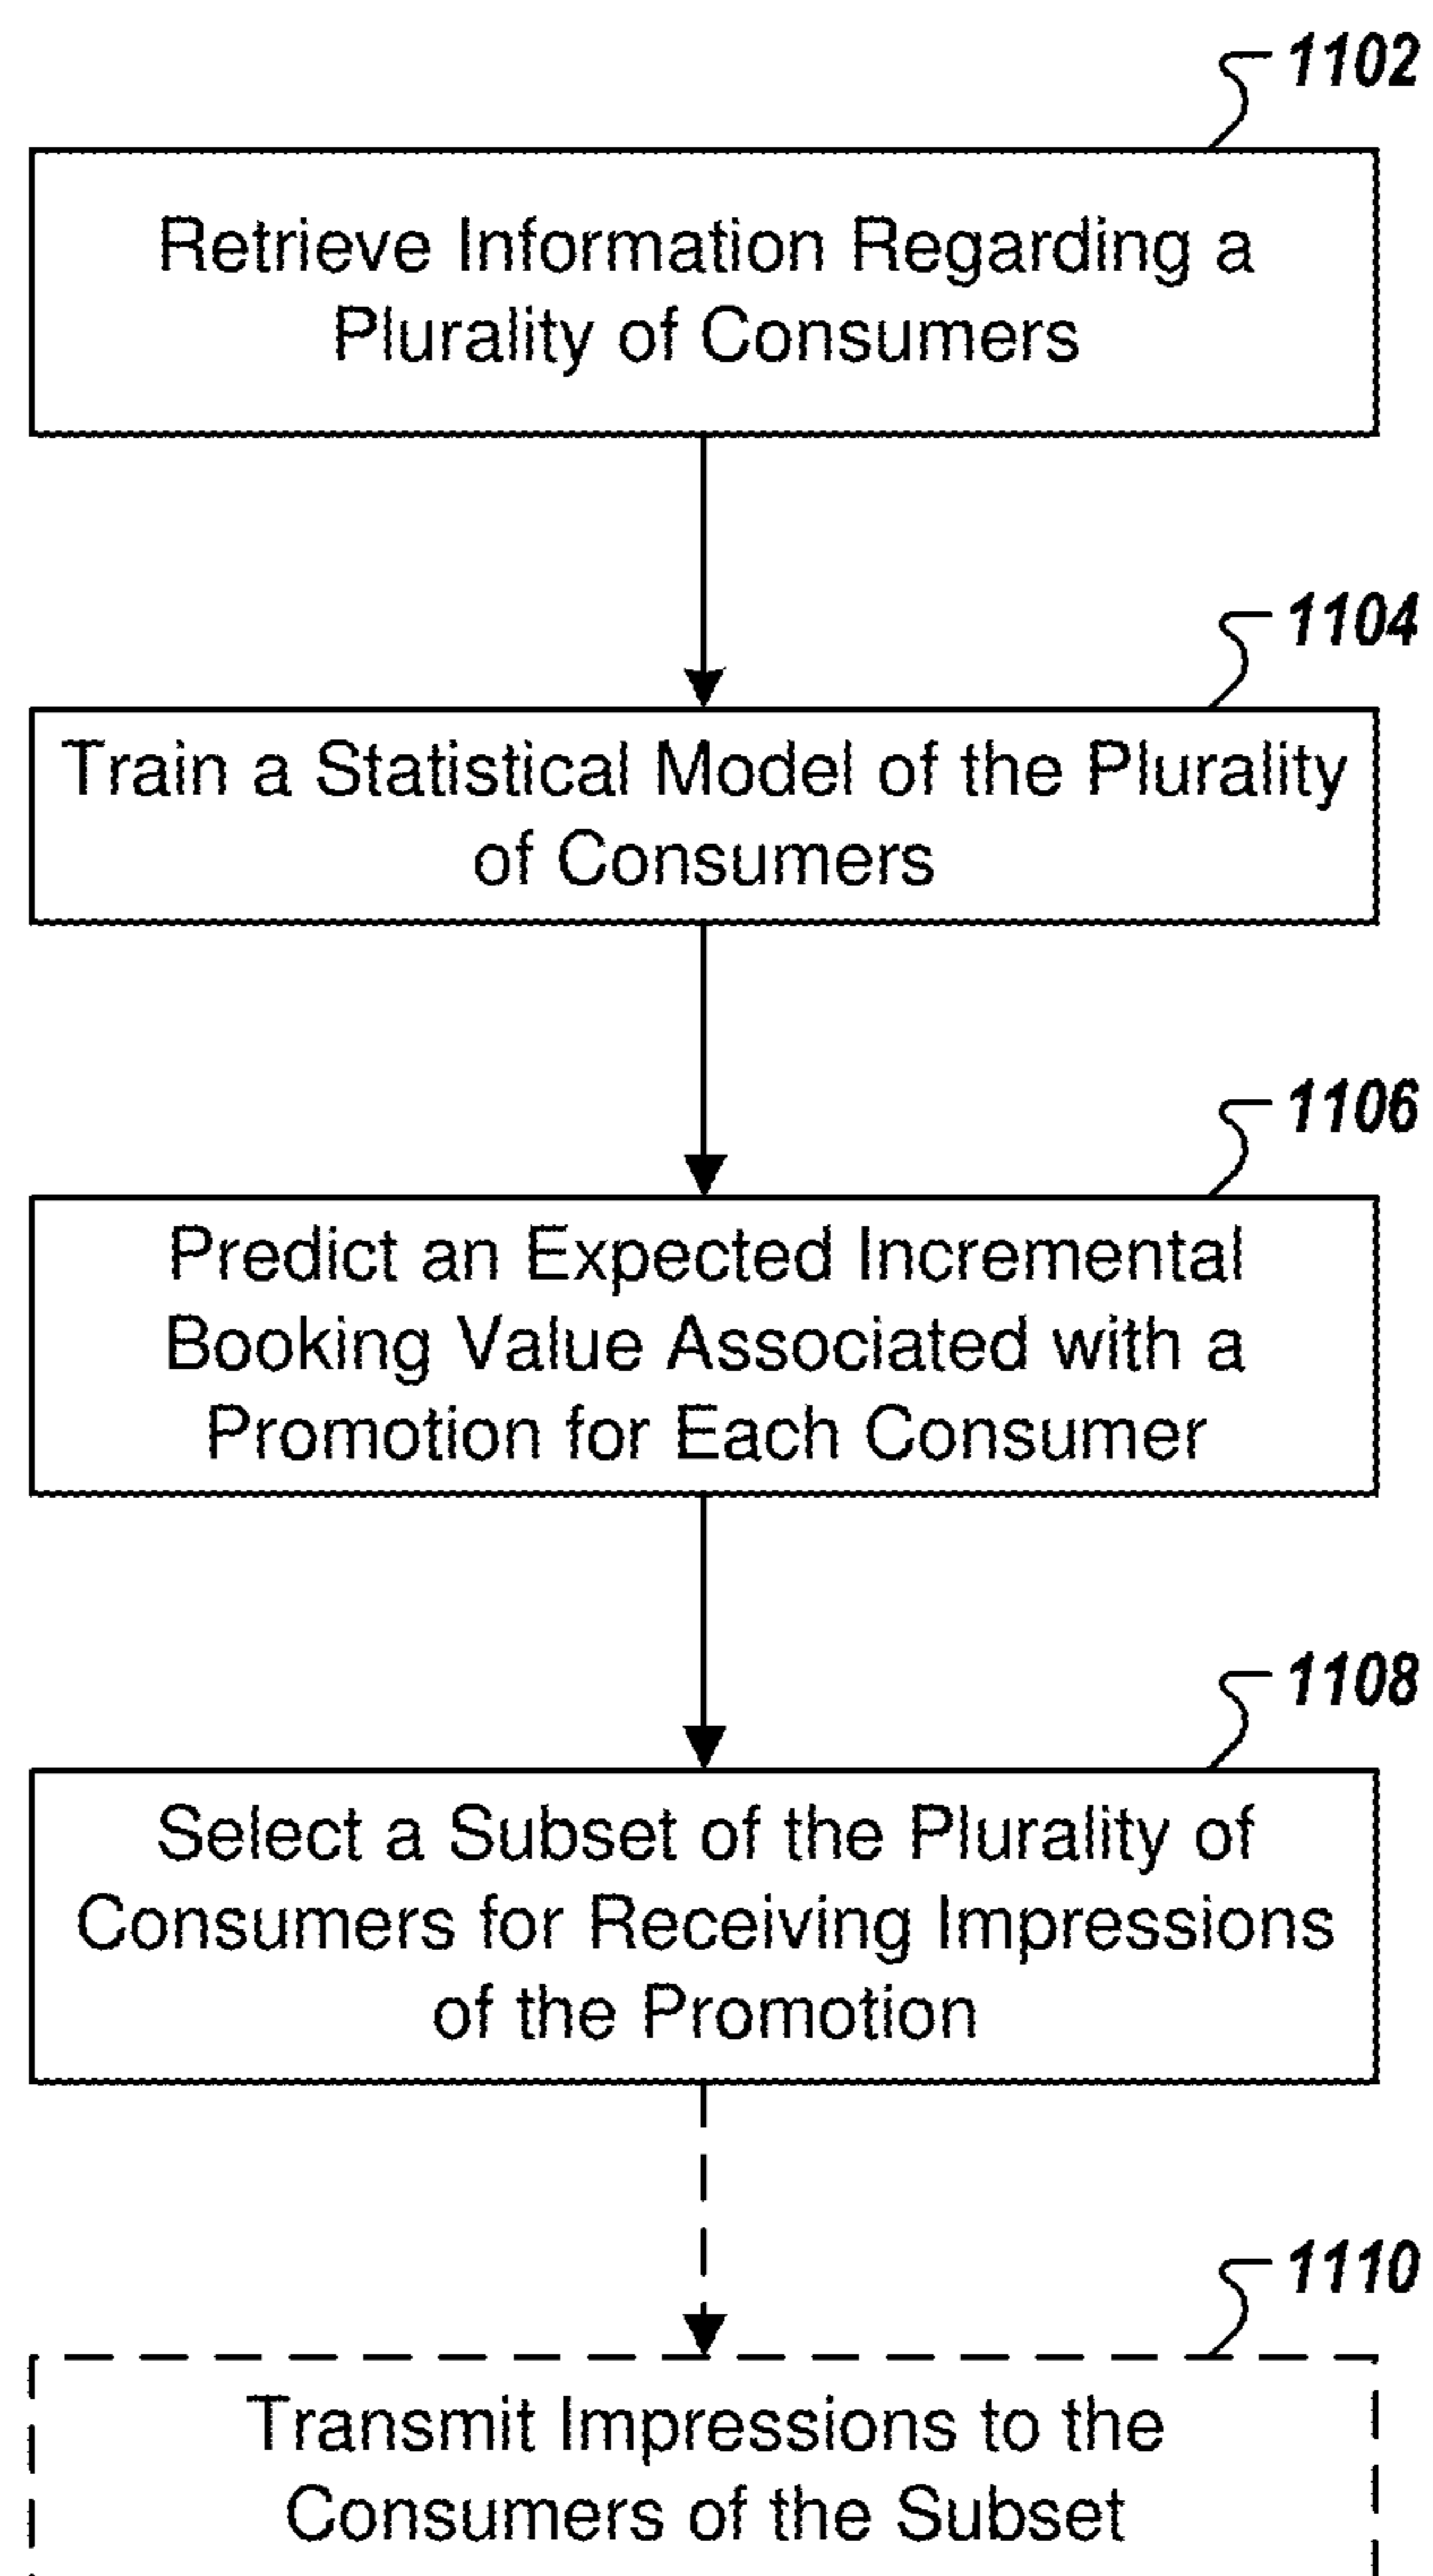 1102
Retrieve Information Regarding a
Plurality of Consumers
1104
Train a Statistical Model of the Plurality
of Consumers
1106
Predict an Expected Incremental
Booking Value Associated with a
Promotion for Each Consumer
1108
Select a Subset of the Plurality of
Consumers for Receiving Impressions
of the Promotion
1110
Transmit Impressions to the
Consumers of the Subset